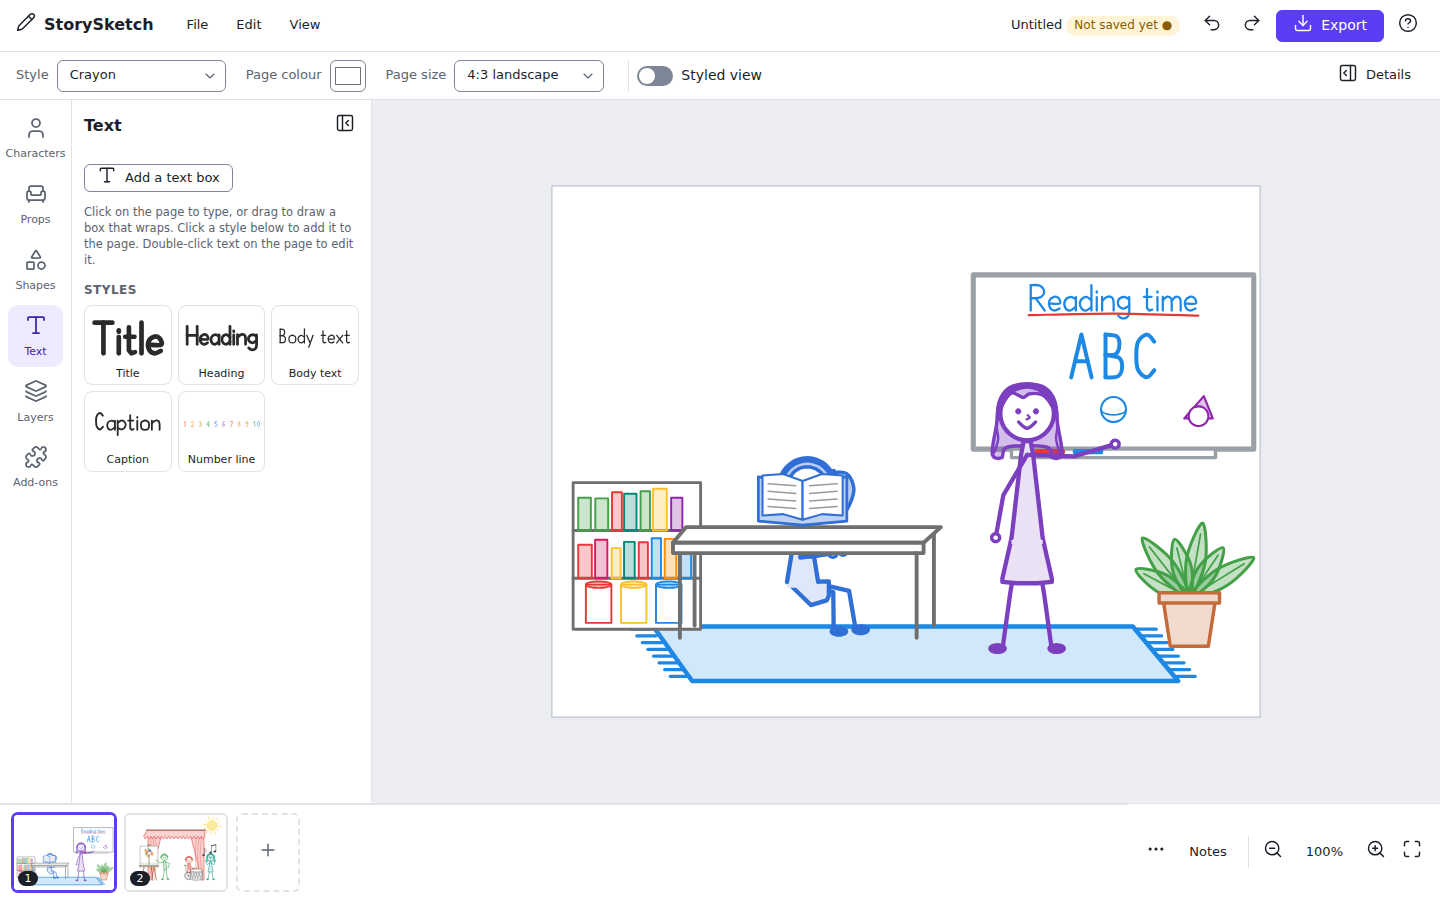 StorySketch
File
Edit
View
Untitled
Not saved yet
Export
Style
Crayon
Page colour
Page size
4:3 landscape
Styled view
Details
Characters
Props
Shapes
Text
Layers
Add-ons
Text
Add a text box
Click on the page to type, or drag to draw a
box that wraps. Click a style below to add it to
the page. Double-click text on the page to edit
it.
STYLES
Title
Title
Heading
Heading
Body text
Body text
Caption
Caption
1 2 3 4 5 6 7 8 9 10
Number line
Reading time
ABC
Reading time
ABC
1
2
Notes
100%